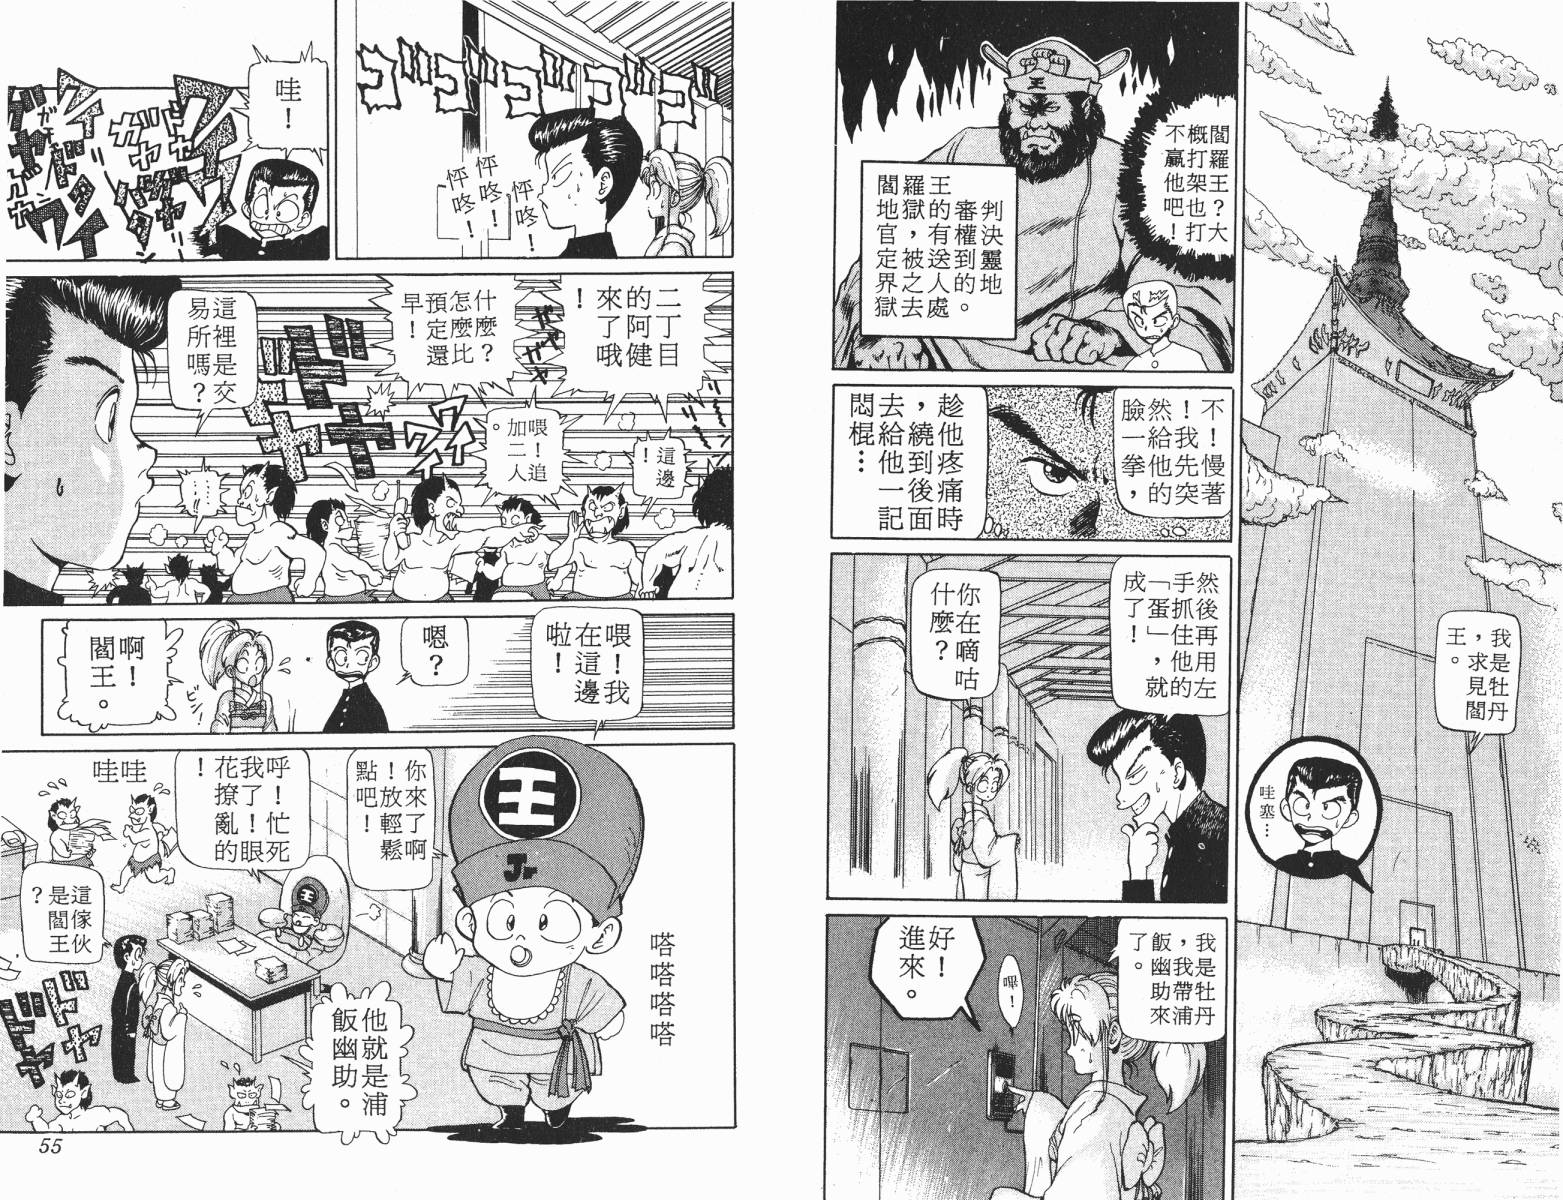 我是牡丹
，求見閻
王。
哇塞…
閻羅王？大
概打架也打
不贏他吧！
判決靈地
審權到的。
王的有送人處
羅獄，被之去
閻地官定界獄
王
不！慢著
！我先突
然給他的
臉一拳，
趁他疼痛時
，繞到後面
去給他一記
悶棍…
然後再用左
手抓住他的
「蛋」，就
成了！
你在嘀咕
什麼？
我是牡丹
，我帶浦
飯幽助來
了。
嗶！
好！
進來。
ゴゴゴゴゴゴ
怦咚！
怦咚！
怦咚！
哇！
二丁目
的阿健
來了哦
！
什麼？
怎麼比
預定還
早！
這邊
喂！追
加二人
。
……
這裡是交
易所嗎？
喂！我
在這邊
啦！
嗯？
啊！
閻王。
你來了啊
！放輕鬆
點吧！
呼！忙死
我了！眼
花撩亂的
！
哇哇
這傢伙
是閻王
？
王
Jr
王
嗒嗒嗒嗒
他就是浦
飯幽助。
55